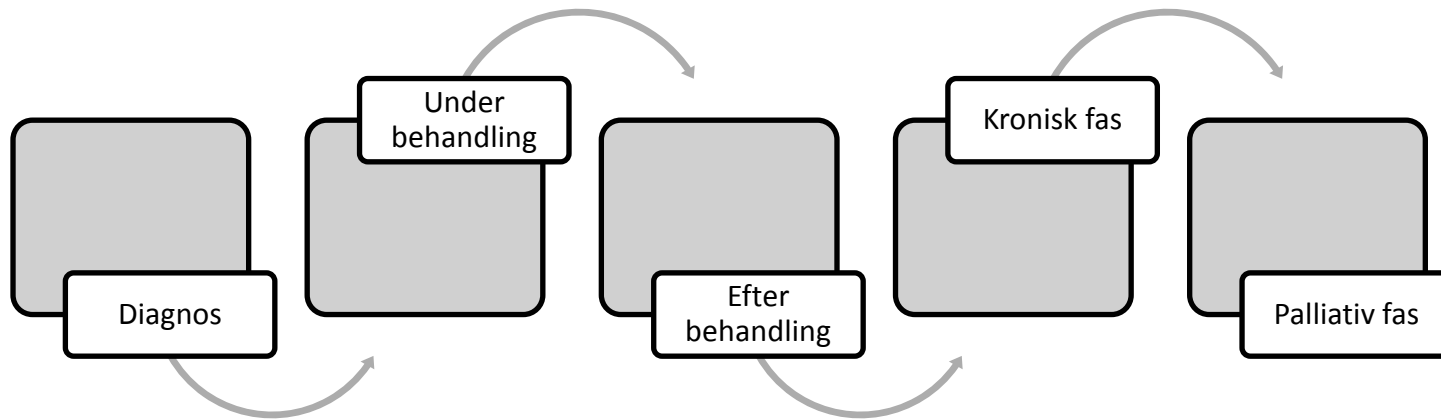 Diagnos
Under
behandling
Efter
behandling
Kronisk fas
Palliativ fas